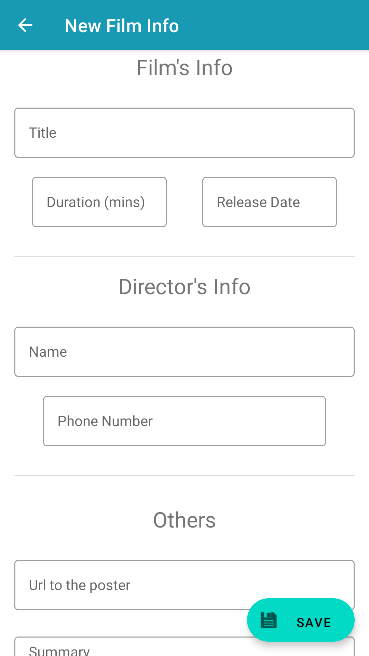 New Film Info
Film's Info
Title
Duration (mins) Release Date
Director's Info
Name
Phone Number
Others
Url to the poster
SAVE
Summary